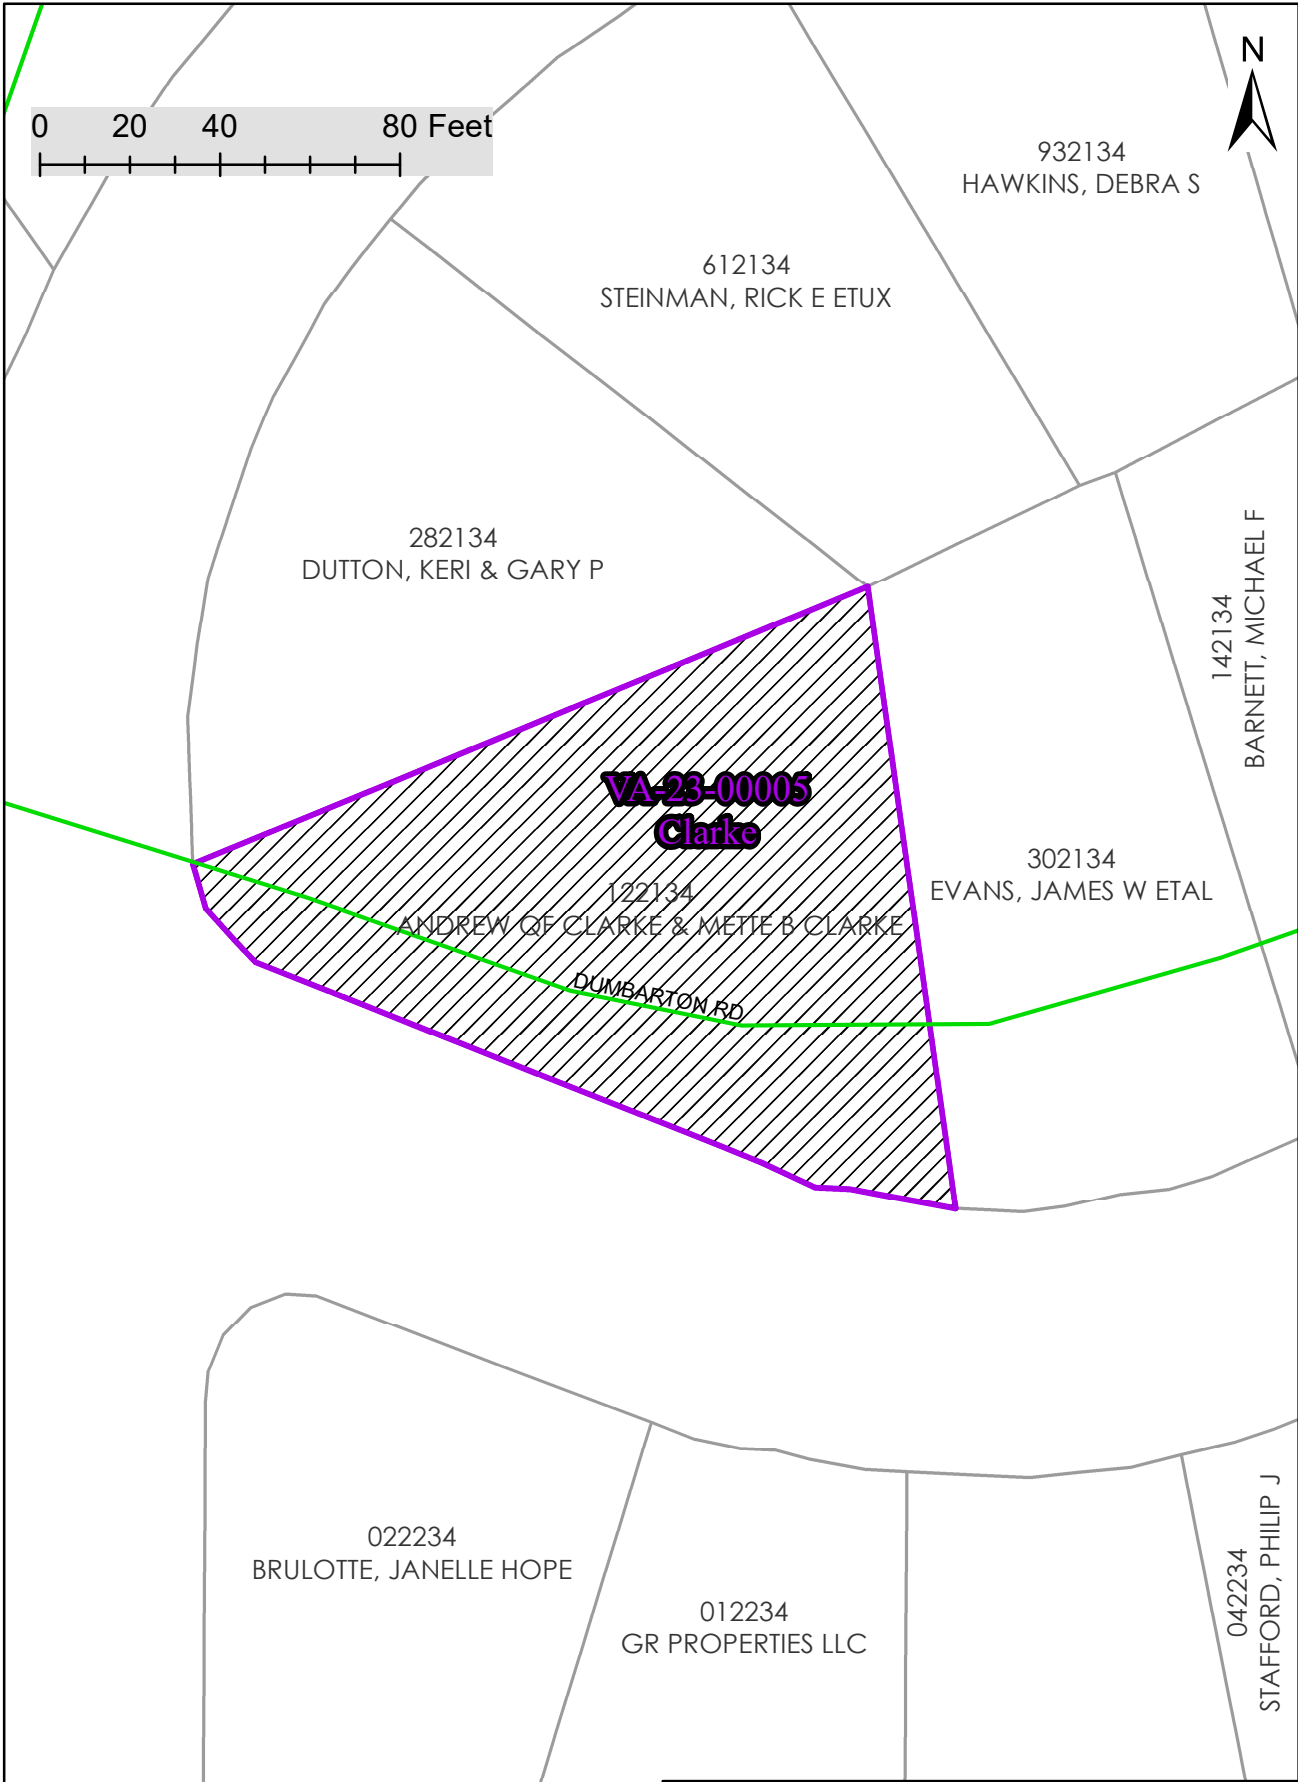 N
0 20 40 80 Feet
932134
HAWKINS, DEBRA S
612134
STEINMAN, RICK E ETUX
282134
DUTTON, KERI & GARY P
142134
BARNETT, MICHAEL F
VA-23-00005
Clarke
302134
EVANS, JAMES W ETAL
122134
ANDREW OF CLARKE & METTE B CLARKE
DUMBARTON RD
022234
BRULOTTE, JANELLE HOPE
012234
GR PROPERTIES LLC
042234
STAFFORD, PHILIP J